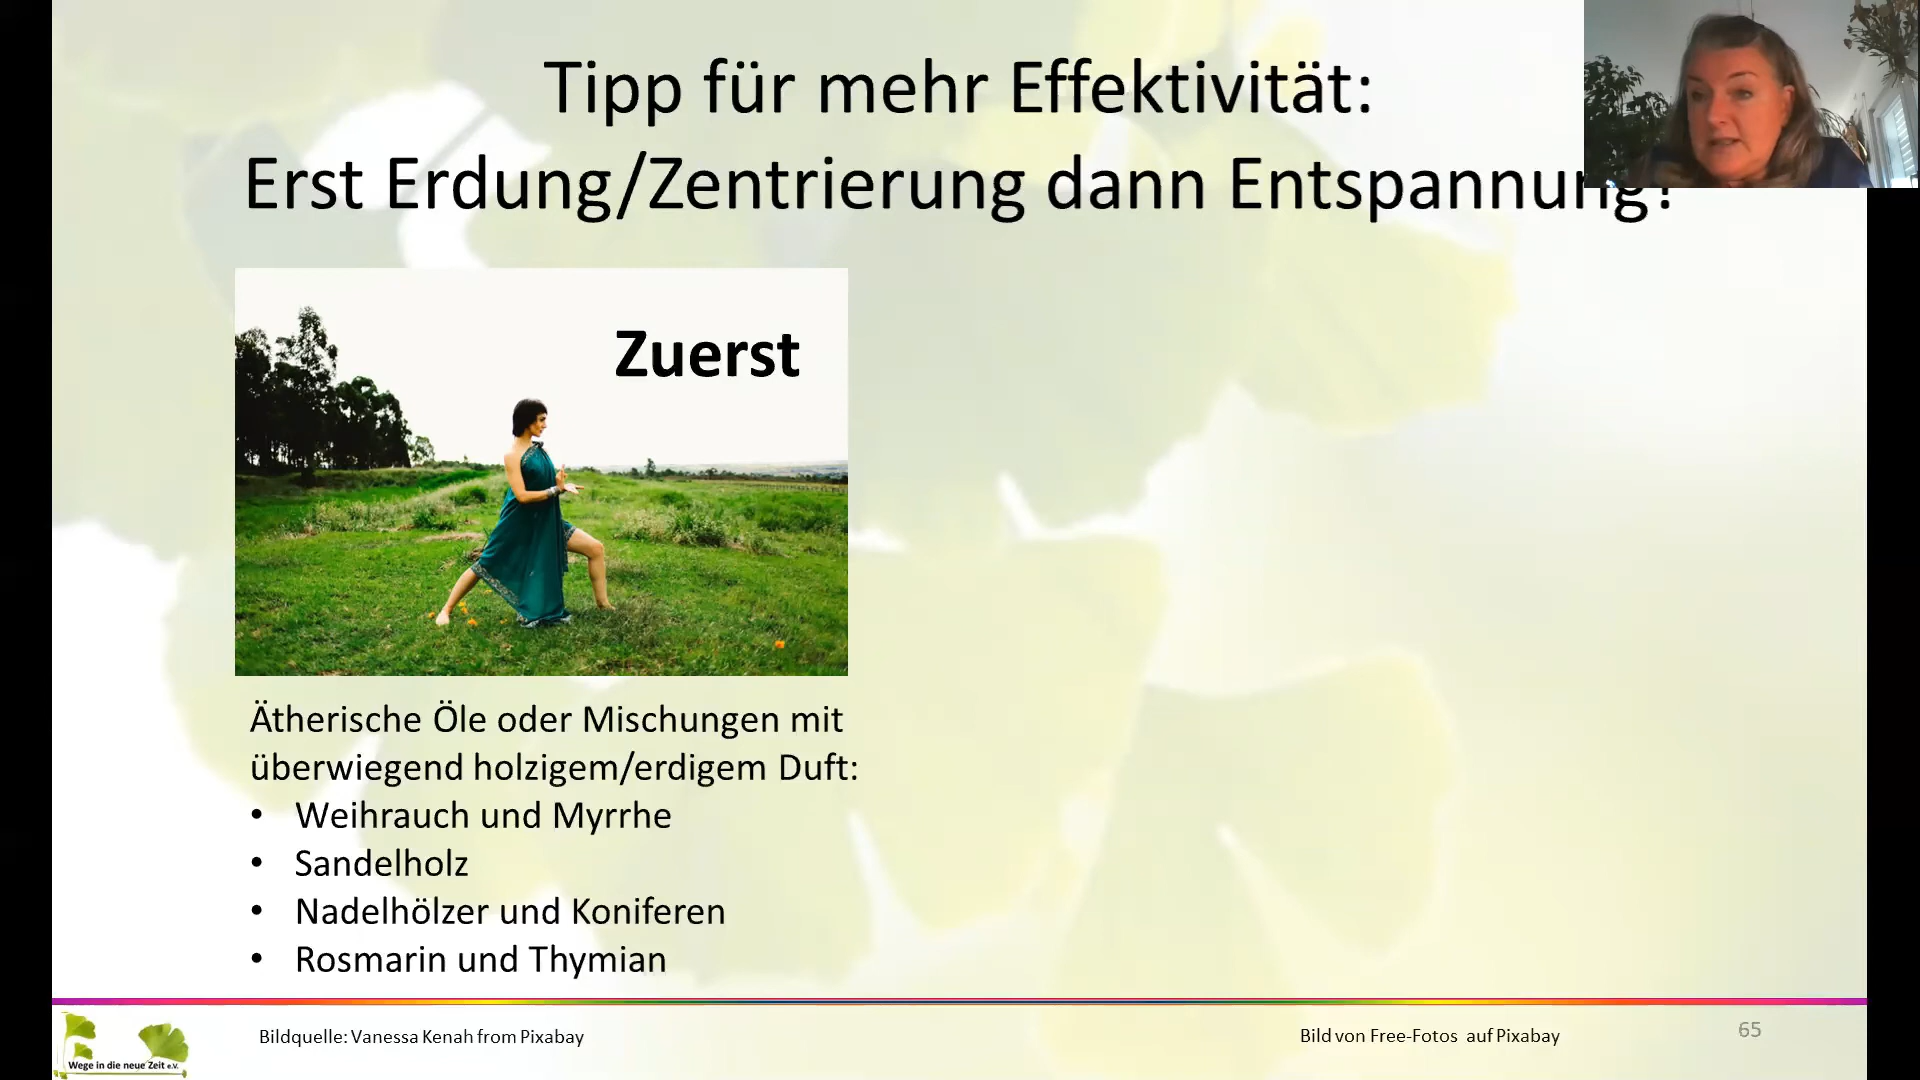 Tipp für mehr Effektivität:
Erst Erdung/Zentrierung dann Entspannung!
Zuerst
Ätherische Öle oder Mischungen mit
überwiegend holzigem/erdigem Duft:
• Weihrauch und Myrrhe
• Sandelholz
• Nadelhölzer und Koniferen
• Rosmarin und Thymian
Wege in die neue Zeit e.V.
Bildquelle: Vanessa Kenah from Pixabay
Bild von Free-Fotos auf Pixabay
65